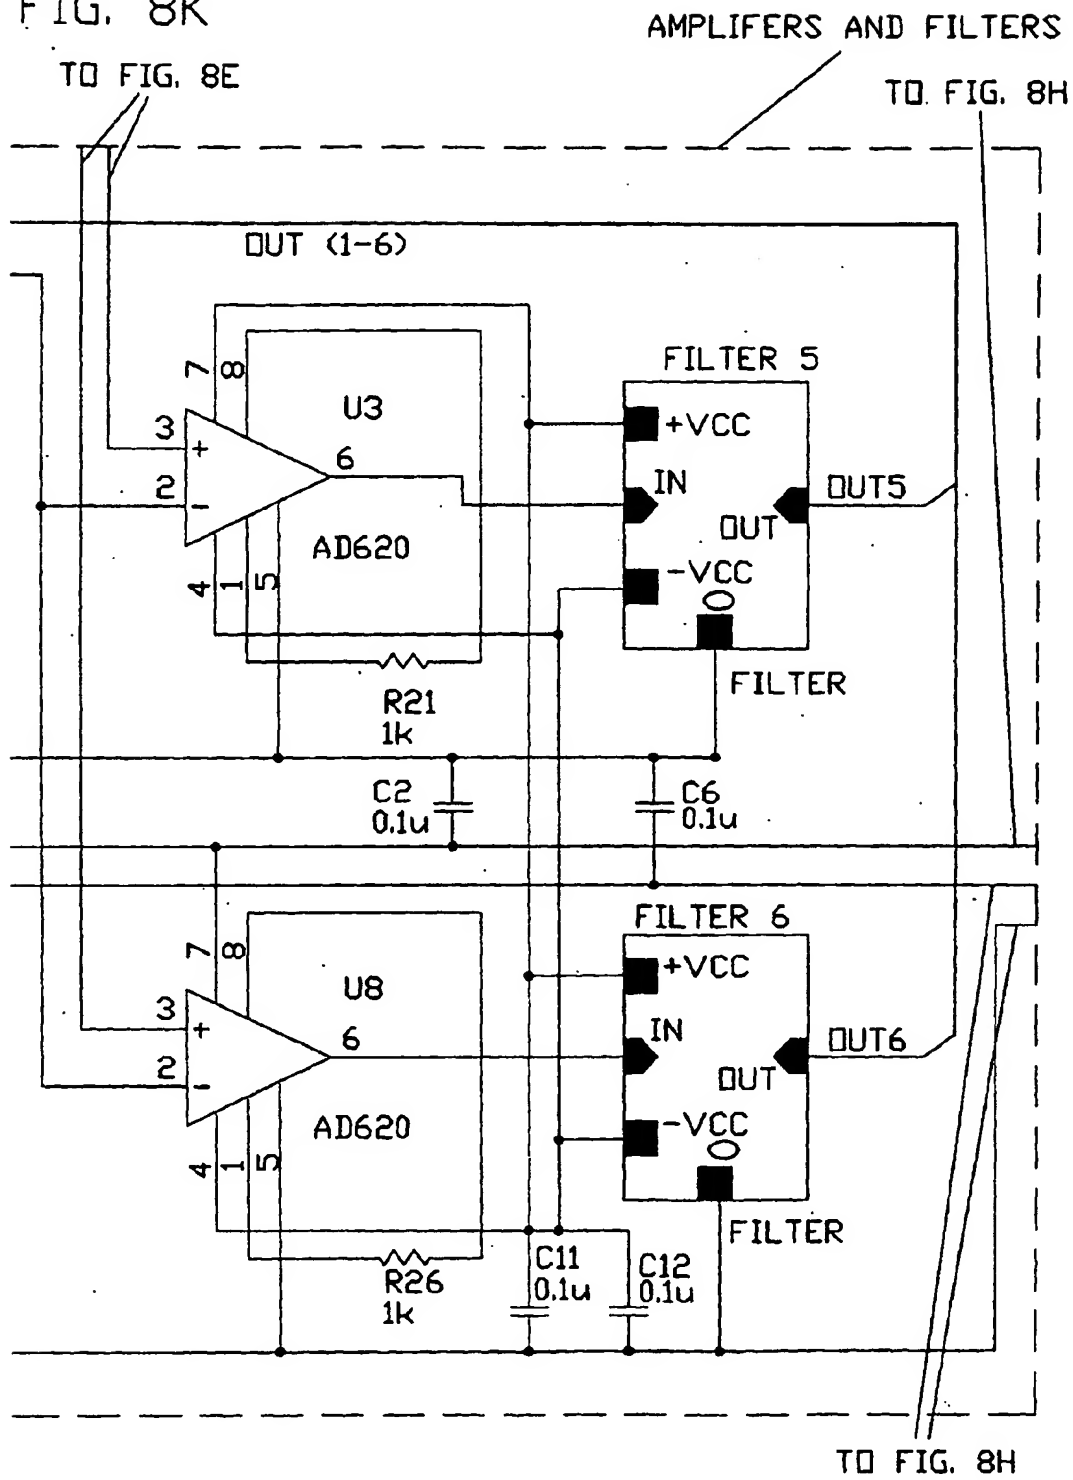 FIG. 8K
AMPLIFERS AND FILTERS
TO FIG. 8E
TO. FIG. 8H
OUT (1-6)
7
8
U3
FILTER 5
3
+
6
+VCC
2
-
IN
OUT5
OUT
AD620
-VCC
0
4
1
5
FILTER
R21
1k
C2
0.1u
C6
0.1u
FILTER 6
7
8
U8
+VCC
3
+
6
IN
OUT6
2
-
OUT
AD620
-VCC
0
4
1
5
FILTER
C11
0.1u
C12
0.1u
R26
1k
TO FIG. 8H